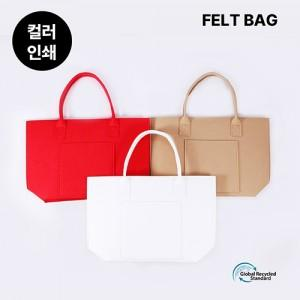 컬러
인쇄
FELT BAG
Global Recycled
Standard